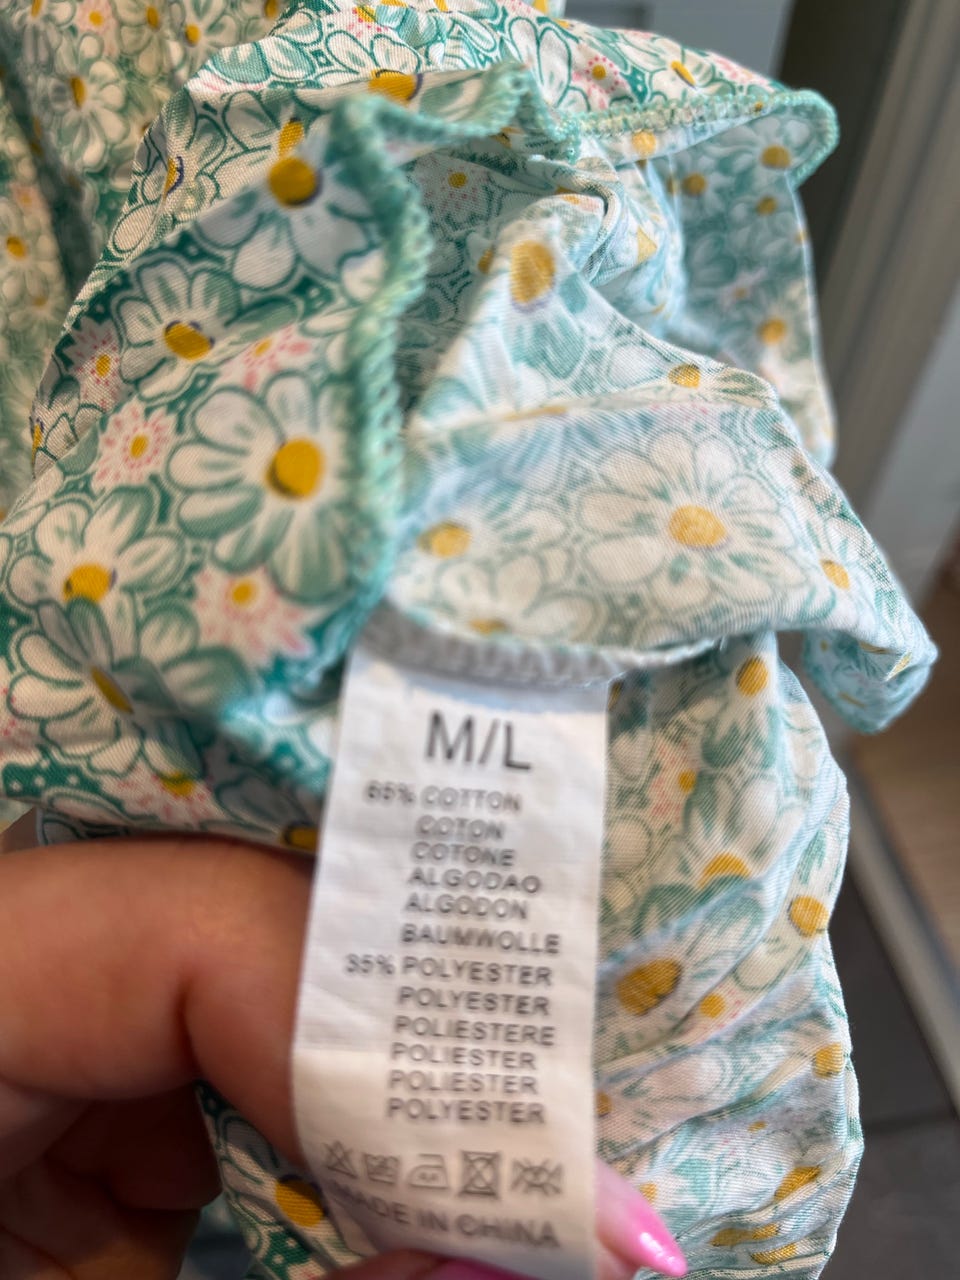 M/L
65% COTTON
COTON
COTONE
ALGODAO
ALGODON
BAUMWOLLE
35% POLYESTER
POLYESTER
POLIESTERE
POLIESTER
POLIESTER
POLYESTER
MADE IN CHINA